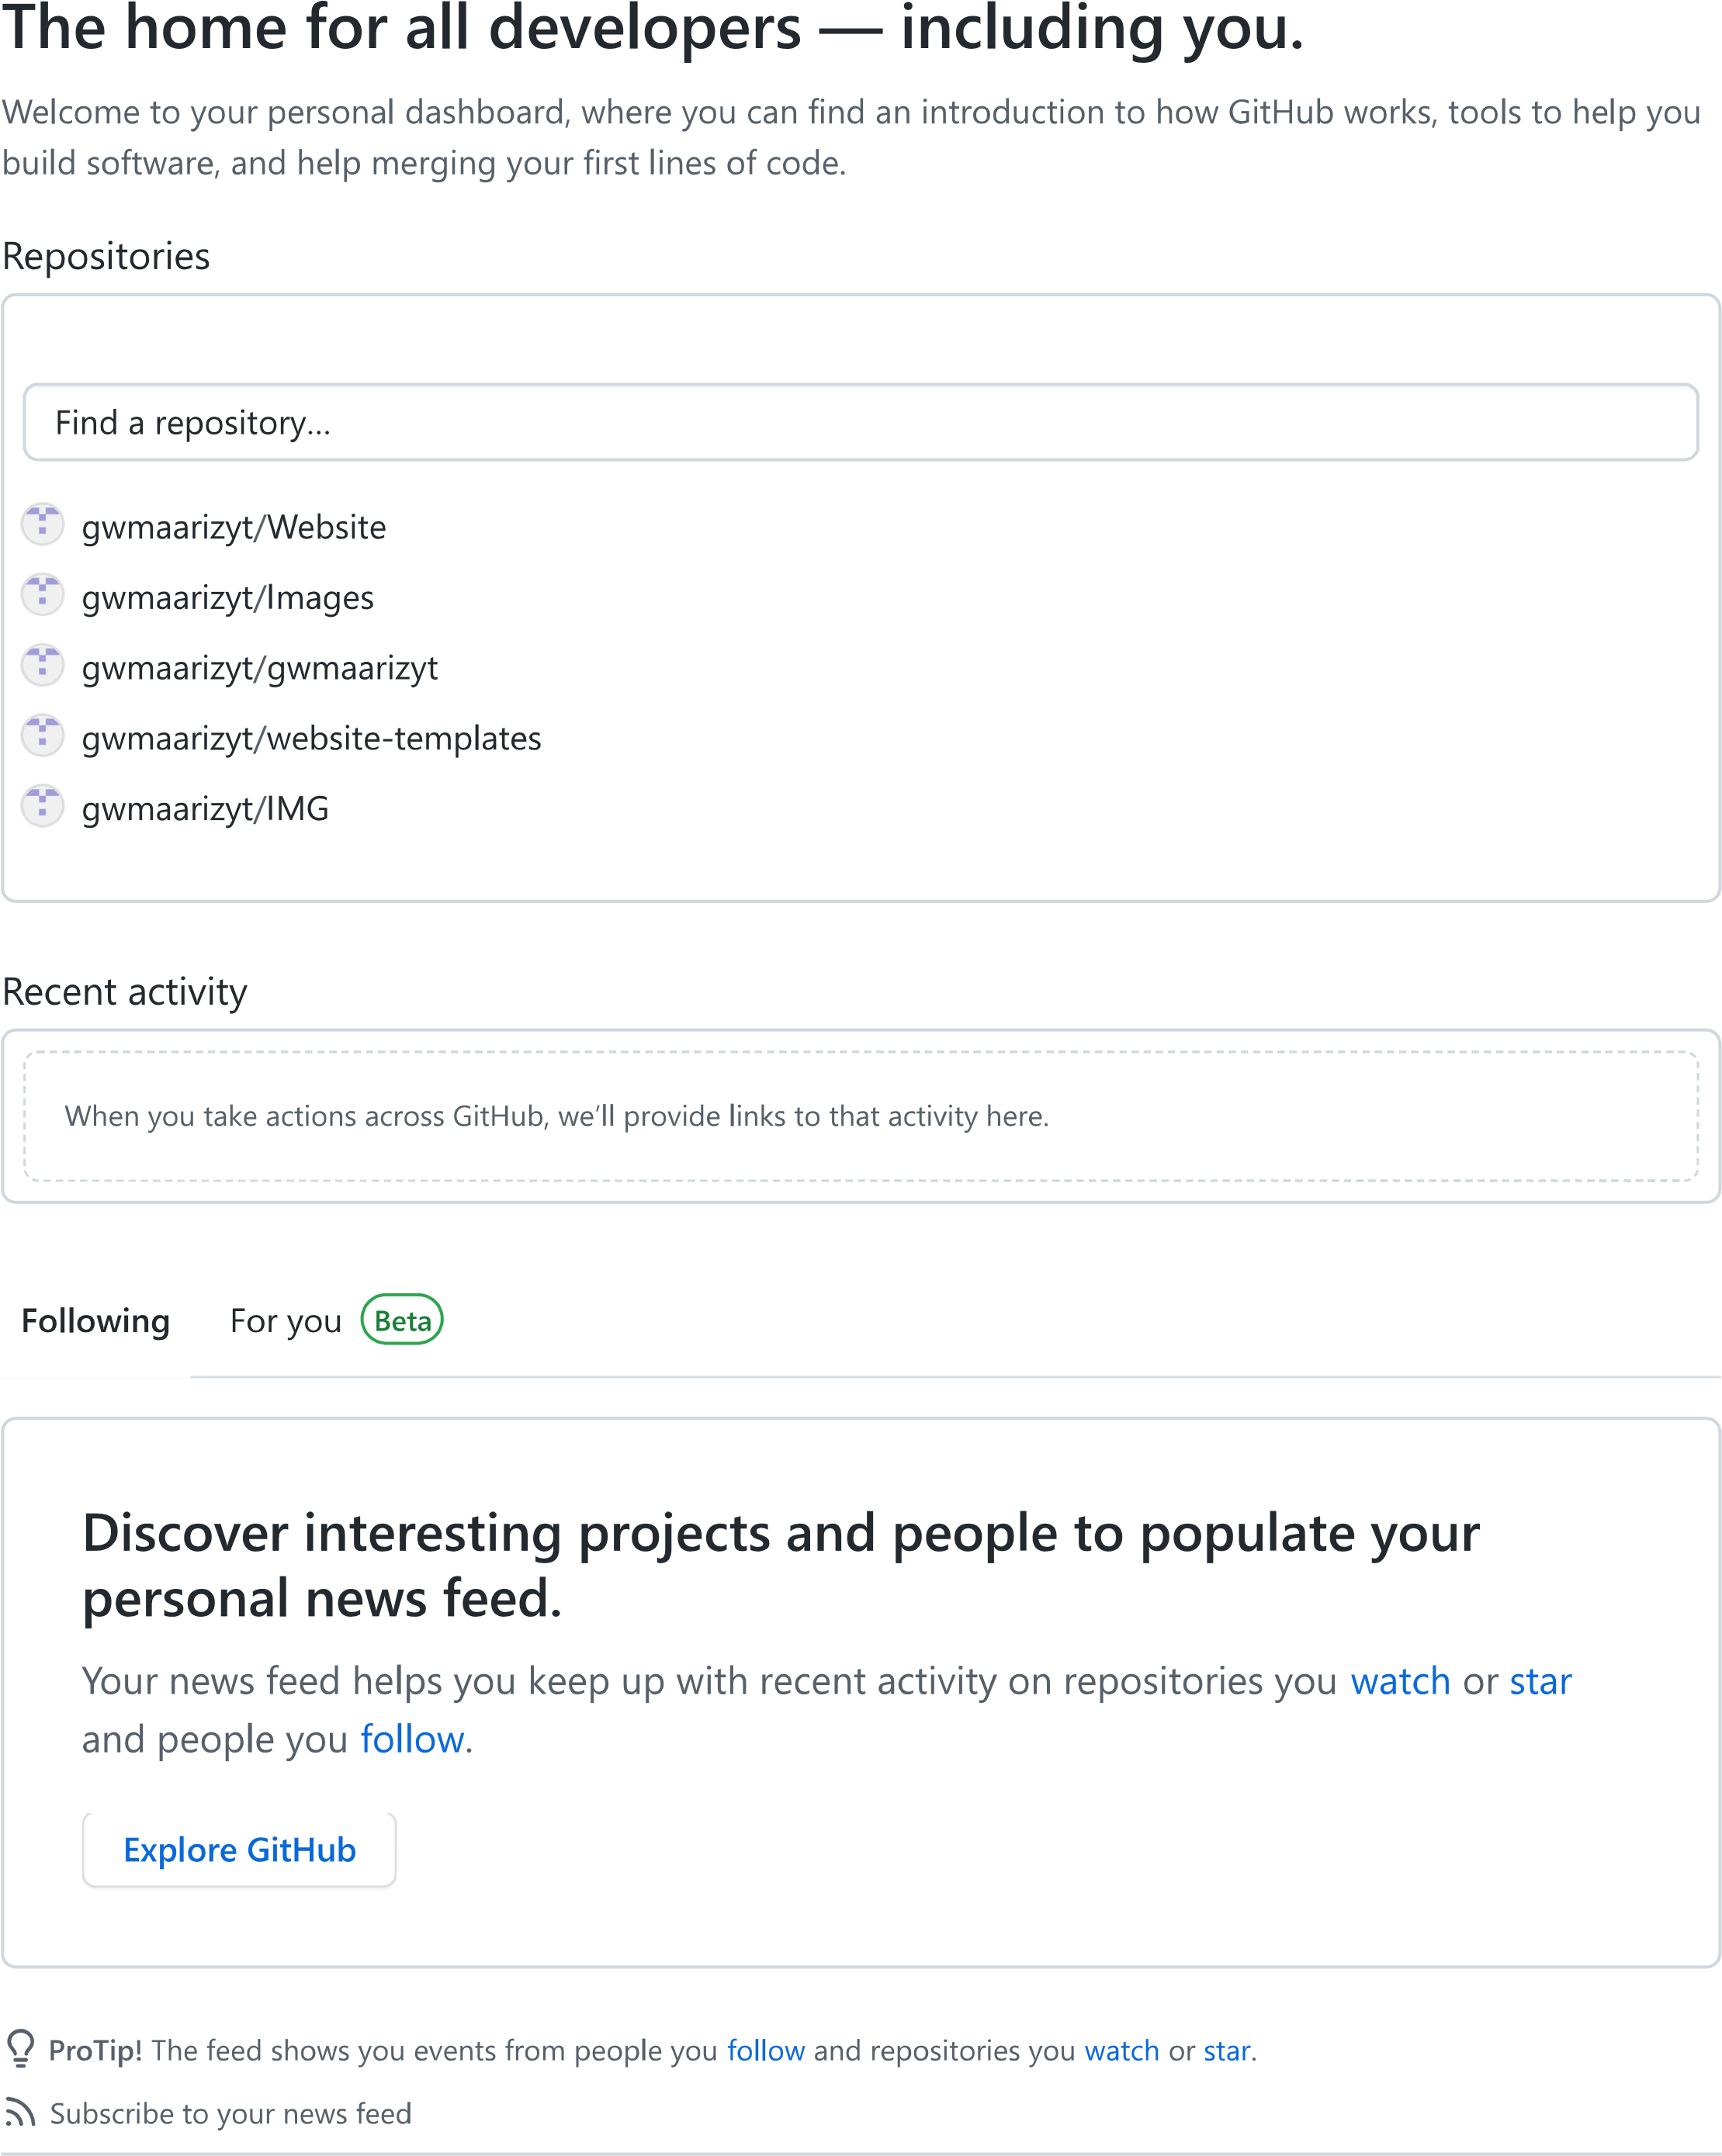 The home for all developers — including you.
Welcome to your personal dashboard, where you can find an introduction to how GitHub works, tools to help you
build software, and help merging your first lines of code.
Repositories
Find a repository…
gwmaarizyt/Website
gwmaarizyt/Images
gwmaarizyt/gwmaarizyt
gwmaarizyt/website-templates
gwmaarizyt/IMG
Recent activity
When you take actions across GitHub, we’ll provide links to that activity here.
Following For you Beta
Discover interesting projects and people to populate your
personal news feed.
Your news feed helps you keep up with recent activity on repositories you watch or star
and people you follow.
Explore GitHub
ProTip! The feed shows you events from people you follow and repositories you watch or star.
Subscribe to your news feed